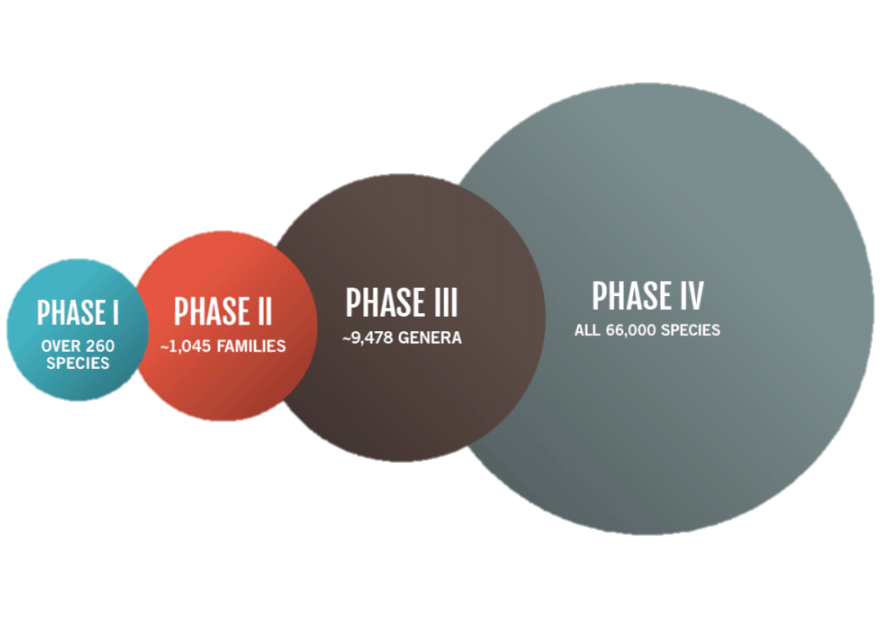 PHASE I
OVER 260
SPECIES
PHASE II
~1,045 FAMILIES
PHASE III
~9,478 GENERA
PHASE IV
ALL 66,000 SPECIES